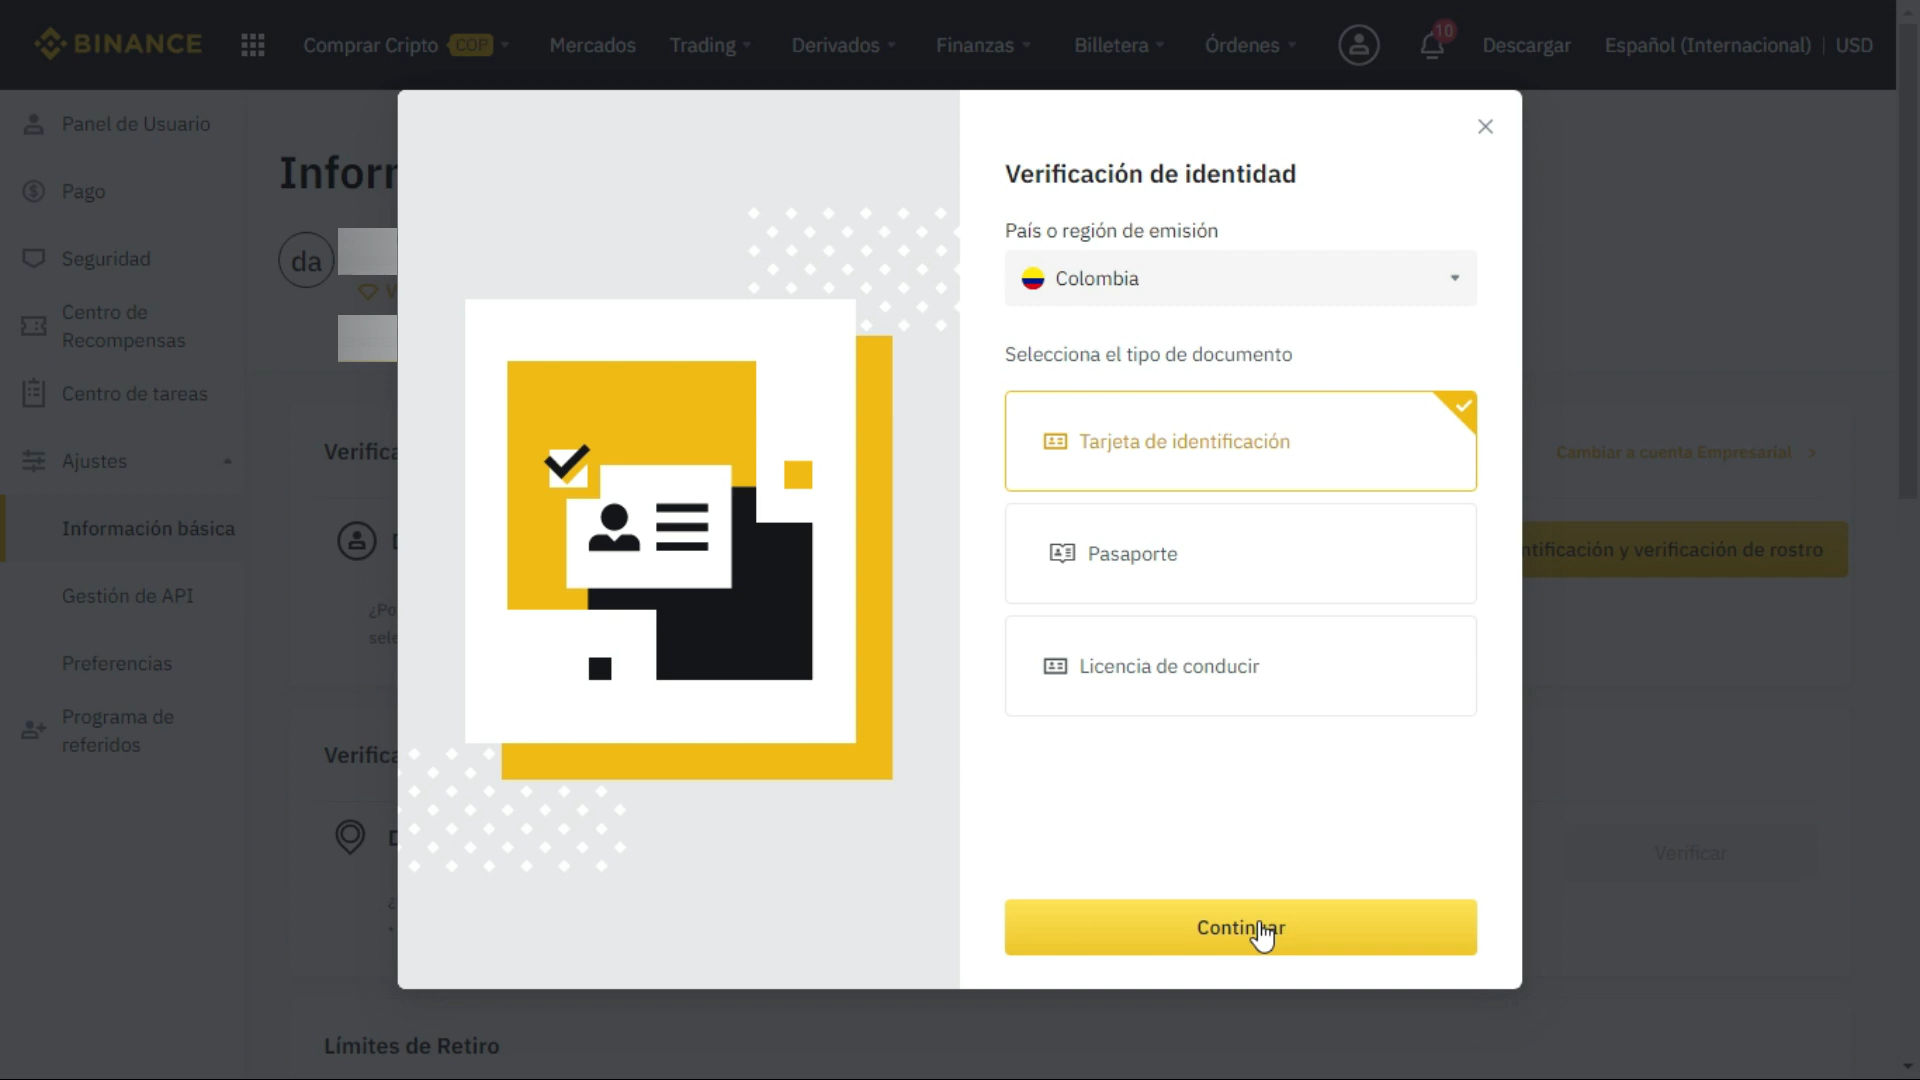 BINANCE
Comprar Cripto COP
Mercados
Trading
Derivados
Finanzas
Billetera
Órdenes
10
Descargar
Español (Internacional)
USD
Panel de Usuario
Pago
Seguridad
Centro de
Recompensas
Centro de tareas
Ajustes
Información básica
Gestión de API
Preferencias
Programa de
referidos
da
Verificación de identidad
País o región de emisión
Colombia
Selecciona el tipo de documento
Tarjeta de identificación
Pasaporte
Licencia de conducir
Continuar
Cambiar a cuenta Empresarial
y verificación de rostro
Verificar
Límites de Retiro